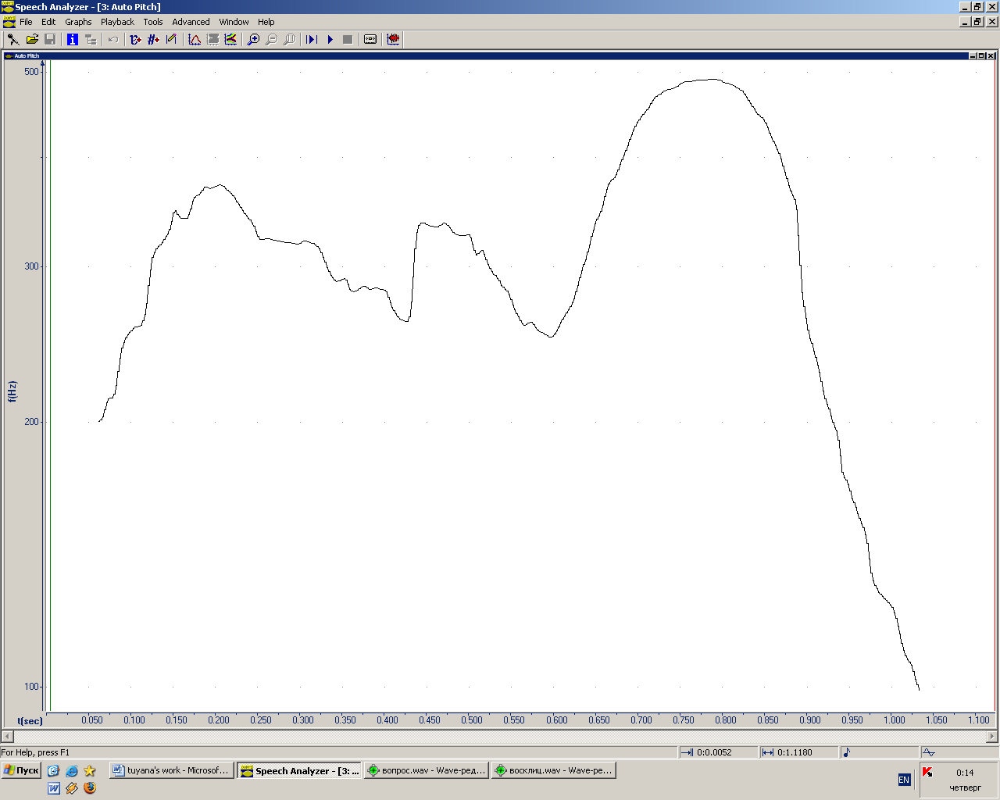 Speech Analyzer - [3: Auto Pitch]
File Edit Graphs Playback Tools Advanced Window Help
Auto Pitch
500
300
f(Hz)
200
100
t(sec) 0.050 0.100 0.150 0.200 0.250 0.300 0.350 0.400 0.450 0.500 0.550 0.600 0.650 0.700 0.750 0.800 0.850 0.900 0.950 1.000 1.050 1.100
For Help, press F1 0:0.0052 0:1.1180
Пуск tuyana's work - Microsof... Speech Analyzer - [3: ... вопрос.wav - Wave-ред... восклиц.wav - Wave-ре... EN 0:14
четверг